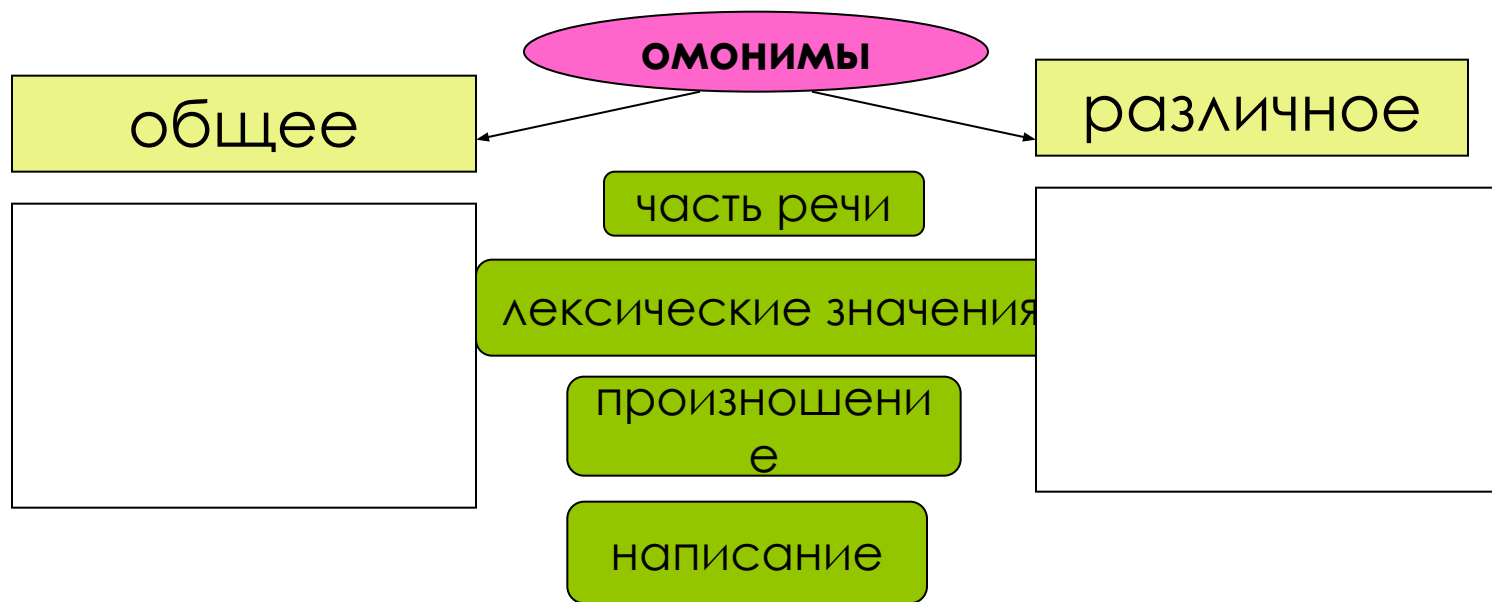 омонимы
общее
различное
часть речи
лексические значения
произношени
е
написание